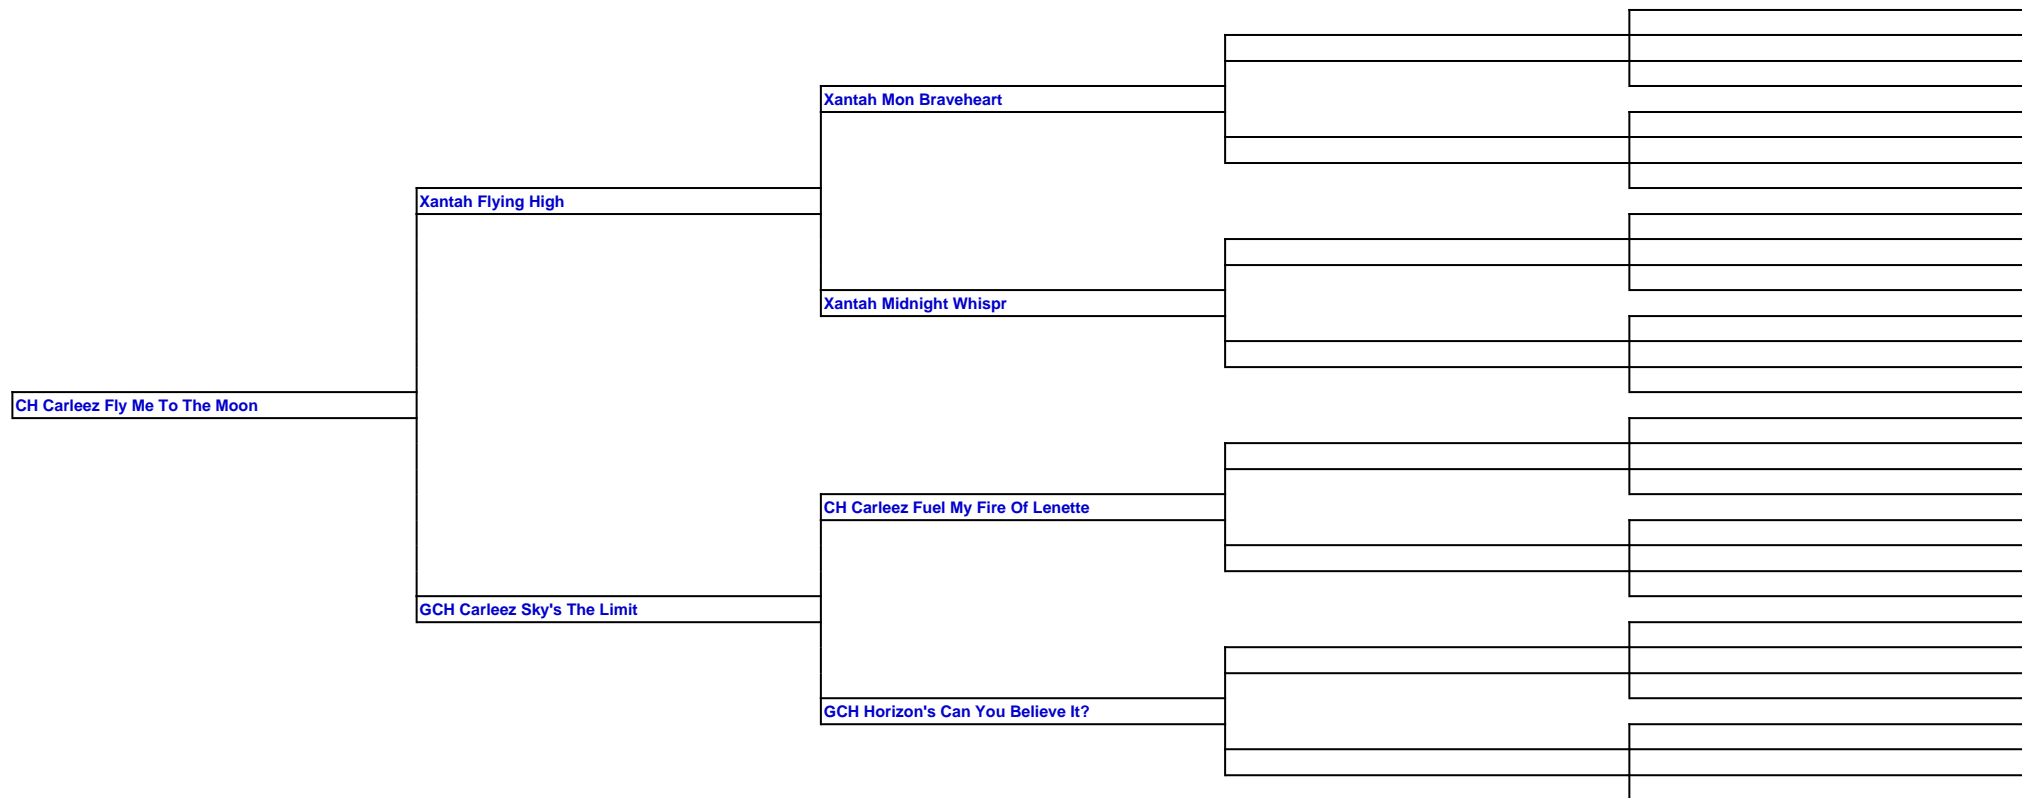 Xantah Mon Braveheart
Xantah Flying High
Xantah Midnight Whispr
CH Carleez Fly Me To The Moon
CH Carleez Fuel My Fire Of Lenette
GCH Carleez Sky's The Limit
GCH Horizon's Can You Believe It?